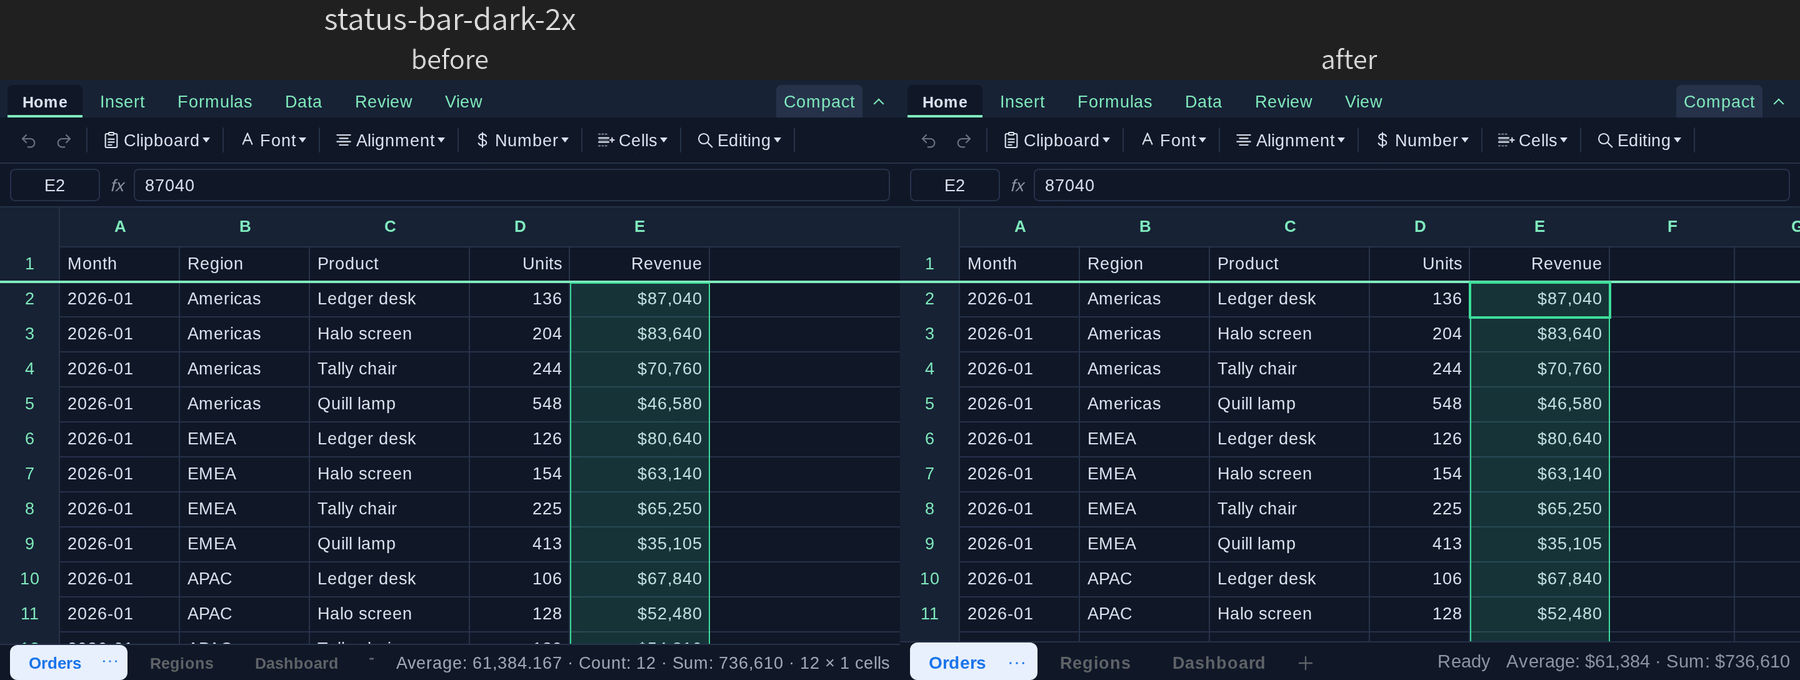 status-bar-dark-2x
before after
Home Insert Formulas Data Review View Compact
Clipboard Font Alignment $ Number Cells Editing
E2 fx 87040
A B C D E
1 Month Region Product Units Revenue
2 2026-01 Americas Ledger desk 136 $87,040
3 2026-01 Americas Halo screen 204 $83,640
4 2026-01 Americas Tally chair 244 $70,760
5 2026-01 Americas Quill lamp 548 $46,580
6 2026-01 EMEA Ledger desk 126 $80,640
7 2026-01 EMEA Halo screen 154 $63,140
8 2026-01 EMEA Tally chair 225 $65,250
9 2026-01 EMEA Quill lamp 413 $35,105
10 2026-01 APAC Ledger desk 106 $67,840
11 2026-01 APAC Halo screen 128 $52,480
Orders ··· Regions Dashboard Average: 61,384.167 · Count: 12 · Sum: 736,610 · 12 × 1 cells
Home Insert Formulas Data Review View Compact
Clipboard Font Alignment $ Number Cells Editing
E2 fx 87040
A B C D E F
1 Month Region Product Units Revenue
2 2026-01 Americas Ledger desk 136 $87,040
3 2026-01 Americas Halo screen 204 $83,640
4 2026-01 Americas Tally chair 244 $70,760
5 2026-01 Americas Quill lamp 548 $46,580
6 2026-01 EMEA Ledger desk 126 $80,640
7 2026-01 EMEA Halo screen 154 $63,140
8 2026-01 EMEA Tally chair 225 $65,250
9 2026-01 EMEA Quill lamp 413 $35,105
10 2026-01 APAC Ledger desk 106 $67,840
11 2026-01 APAC Halo screen 128 $52,480
Orders ··· Regions Dashboard + Ready Average: $61,384 · Sum: $736,610